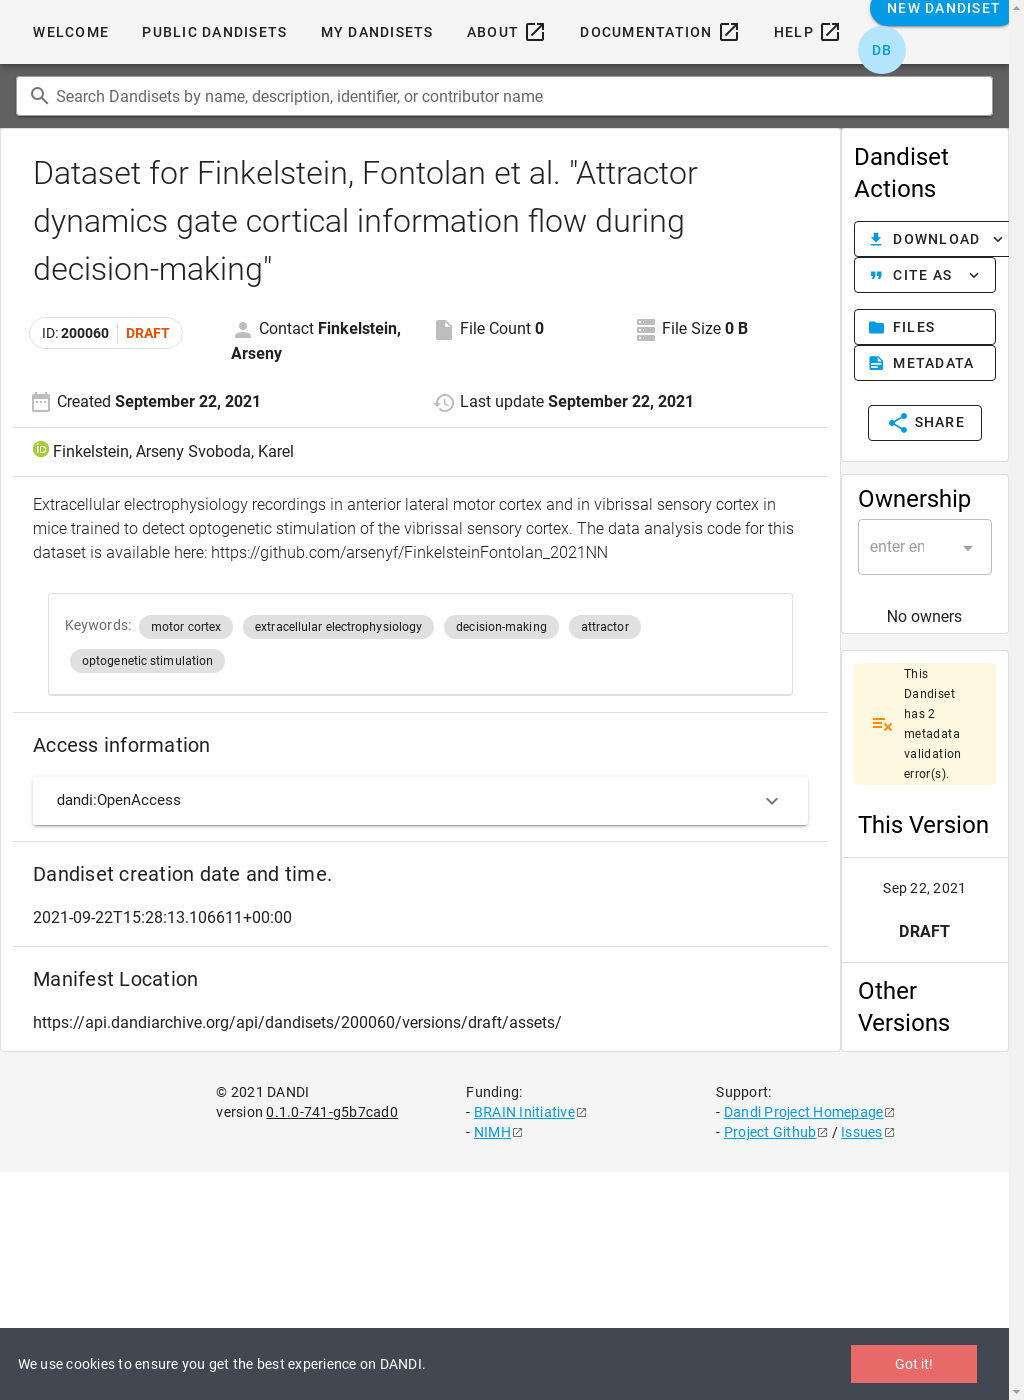 NEW DANDISET
WELCOME PUBLIC DANDISETS MY DANDISETS ABOUT DOCUMENTATION HELP
DB
Search Dandisets by name, description, identifier, or contributor name
Dataset for Finkelstein, Fontolan et al. "Attractor
dynamics gate cortical information flow during
decision-making"
ID: 200060 DRAFT
Contact Finkelstein,
Arseny
File Count 0
File Size 0 B
Created September 22, 2021
Last update September 22, 2021
iD Finkelstein, Arseny Svoboda, Karel
Extracellular electrophysiology recordings in anterior lateral motor cortex and in vibrissal sensory cortex in
mice trained to detect optogenetic stimulation of the vibrissal sensory cortex. The data analysis code for this
dataset is available here: https://github.com/arsenyf/FinkelsteinFontolan_2021NN
Keywords: motor cortex extracellular electrophysiology decision-making attractor
optogenetic stimulation
Access information
dandi:OpenAccess
Dandiset creation date and time.
2021-09-22T15:28:13.106611+00:00
Manifest Location
https://api.dandiarchive.org/api/dandisets/200060/versions/draft/assets/
Dandiset
Actions
DOWNLOAD
CITE AS
FILES
METADATA
SHARE
Ownership
enter en
No owners
This
Dandiset
has 2
metadata
validation
error(s).
This Version
Sep 22, 2021
DRAFT
Other
Versions
© 2021 DANDI
version 0.1.0-741-g5b7cad0
Funding:
- BRAIN Initiative
- NIMH
Support:
- Dandi Project Homepage
- Project Github / Issues
We use cookies to ensure you get the best experience on DANDI.
Got it!